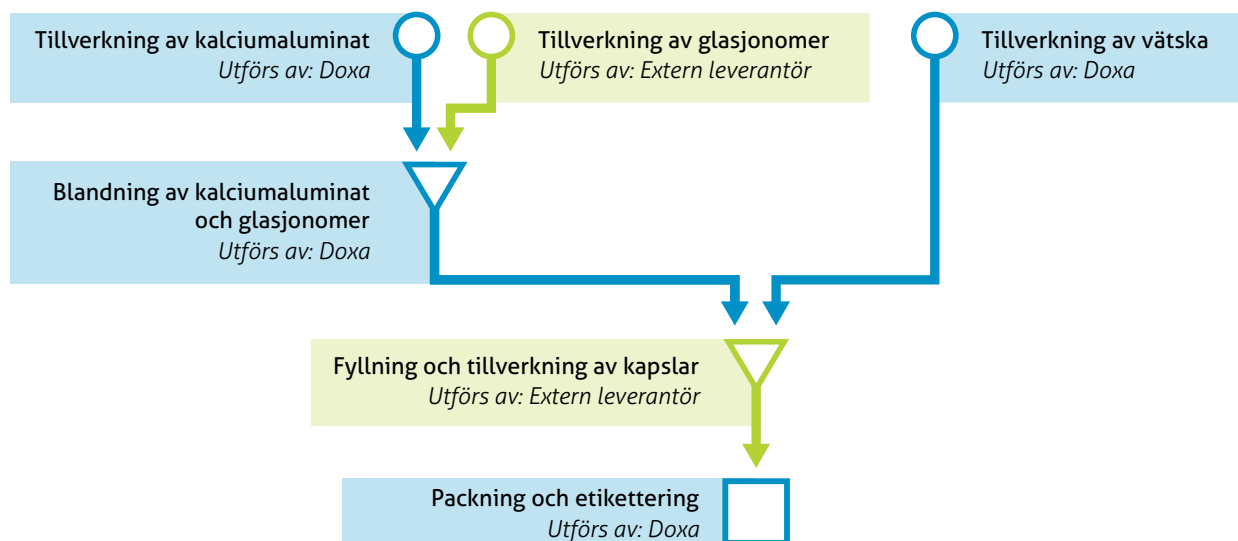 Tillverkning av kalciumaluminat
Utförs av: Doxa
Tillverkning av glasjonomer
Utförs av: Extern leverantör
Tillverkning av vätska
Utförs av: Doxa
Blandning av kalciumaluminat
och glasjonomer
Utförs av: Doxa
Fyllning och tillverkning av kapslar
Utförs av: Extern leverantör
Packning och etikettering
Utförs av: Doxa